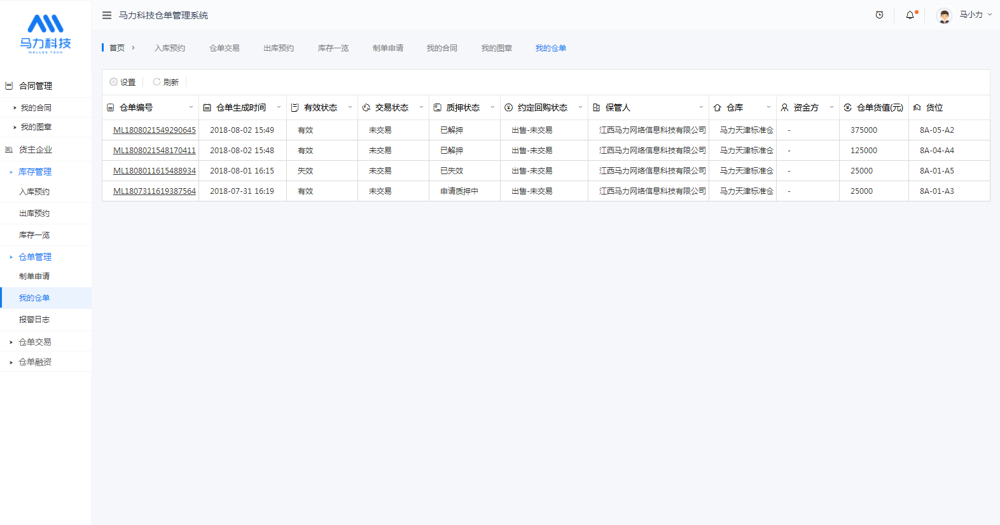 马力科技
MALLEE TECH
合同管理
我的合同
我的图章
货主企业
库存管理
入库预约
出库预约
库存一览
仓单管理
制单申请
我的仓单
报警日志
仓单交易
仓单融资
马力科技仓单管理系统
马小力
首页 入库预约 仓单交易 出库预约 库存一览 制单申请 我的合同 我的图章 我的仓单
设置 刷新
仓单编号 仓单生成时间 有效状态 交易状态 质押状态 约定回购状态 保管人 仓库 资金方 仓单货值(元) 货位
ML1808021549290645 2018-08-02 15:49 有效 未交易 已解押 出售-未交易 江西马力网络信息科技有限公司 马力天津标准仓 - 375000 8A-05-A2
ML1808021548170411 2018-08-02 15:48 有效 未交易 已解押 出售-未交易 江西马力网络信息科技有限公司 马力天津标准仓 - 125000 8A-04-A4
ML1808011615488934 2018-08-01 16:15 失效 未交易 已失效 出售-未交易 江西马力网络信息科技有限公司 马力天津标准仓 - 25000 8A-01-A5
ML1807311619387564 2018-07-31 16:19 有效 未交易 申请质押中 出售-未交易 江西马力网络信息科技有限公司 马力天津标准仓 - 25000 8A-01-A3